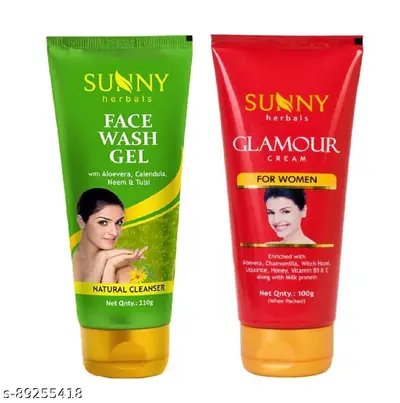 SUNNY
herbals
FACE
WASH
GEL
with Aloevera, Calendula,
Neem & Tulsi
NATURAL CLEANSER
Net Qnty.: 110g
SUNNY
herbals
GLAMOUR
CREAM
FOR WOMEN
Enriched with
Aloevera, Chamomilla, Witch Hazel,
Liquorice, Honey, Vitamin B3 & E
along with Milk protein
Net Qnty.: 100g
(When Packed)
s-89255418